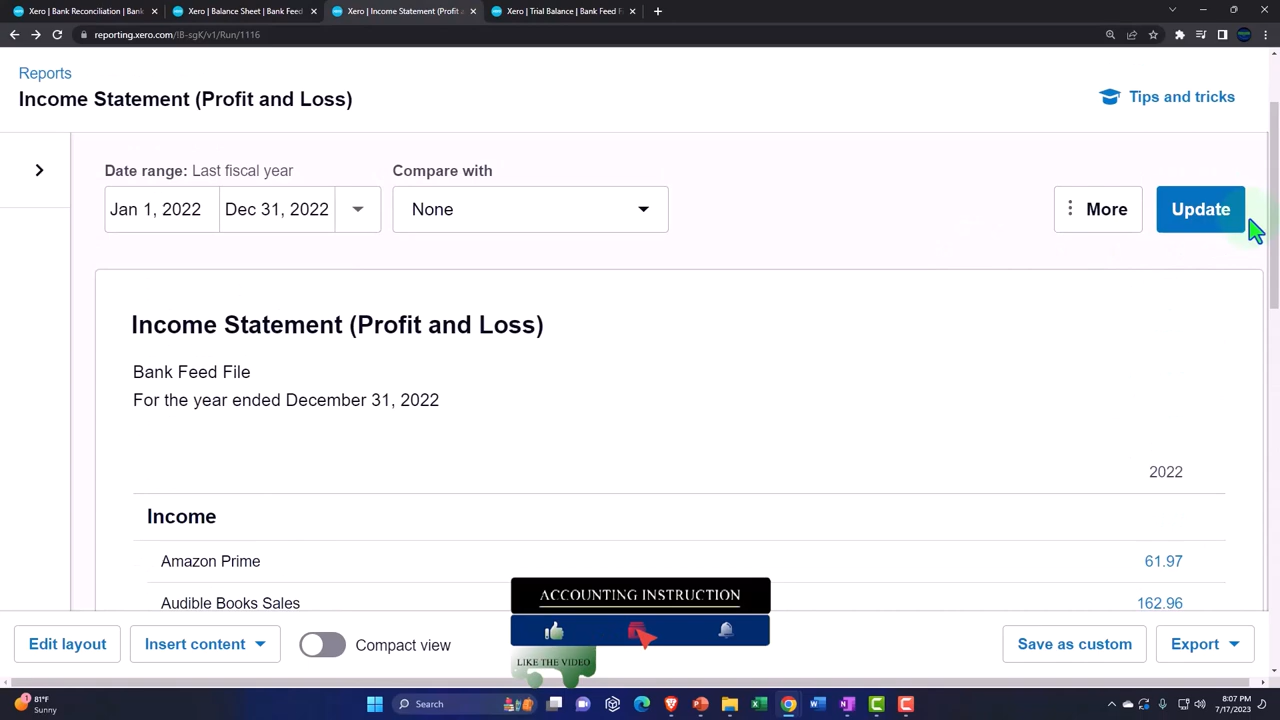 Xero | Bank Reconciliation | Bank
Xero | Balance Sheet | Bank Feed
Xero | Income Statement (Profit an
Xero | Trial Balance | Bank Feed F
reporting.xero.com/!B-sgK/v1/Run/1116
Reports
Income Statement (Profit and Loss)
Tips and tricks
Date range: Last fiscal year
Compare with
Jan 1, 2022
Dec 31, 2022
None
More
Update
Income Statement (Profit and Loss)
Bank Feed File
For the year ended December 31, 2022
2022
Income
Amazon Prime
61.97
Audible Books Sales
162.96
ACCOUNTING INSTRUCTION
LIKE THE VIDEO
Edit layout
Insert content
Compact view
Save as custom
Export
81°F
Sunny
Search
8:07 PM
7/17/2023